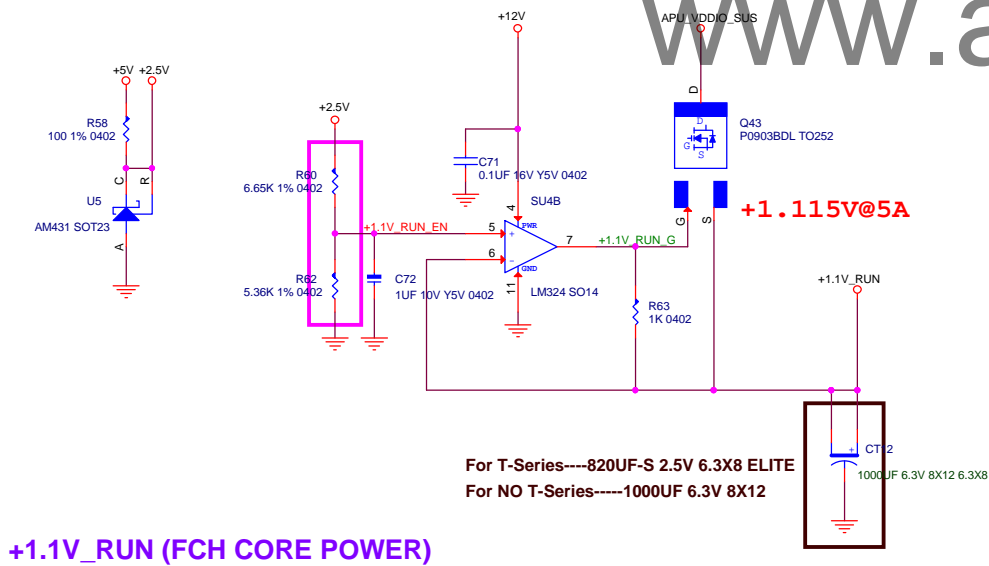 www.a
+12V
APU_VDDIO_SUS
+5V +2.5V
R58
100 1% 0402
C R
U5
AM431 SOT23
A
+2.5V
R60
6.65K 1% 0402
+1.1V_RUN_EN
R62
5.36K 1% 0402
C72
1UF 10V Y5V 0402
C71
0.1UF 16V Y5V 0402
SU4B
4
PWR
5
+
6
-
7
GND
11
LM324 SO14
+1.1V_RUN_G
R63
1K 0402
D
D
G
S
Q43
P0903BDL TO252
G
S
+1.115V@5A
+1.1V_RUN
+
1000UF 6.3V 8X12 6.3X8
For T-Series----820UF-S 2.5V 6.3X8 ELITE
For NO T-Series-----1000UF 6.3V 8X12
+1.1V_RUN (FCH CORE POWER)